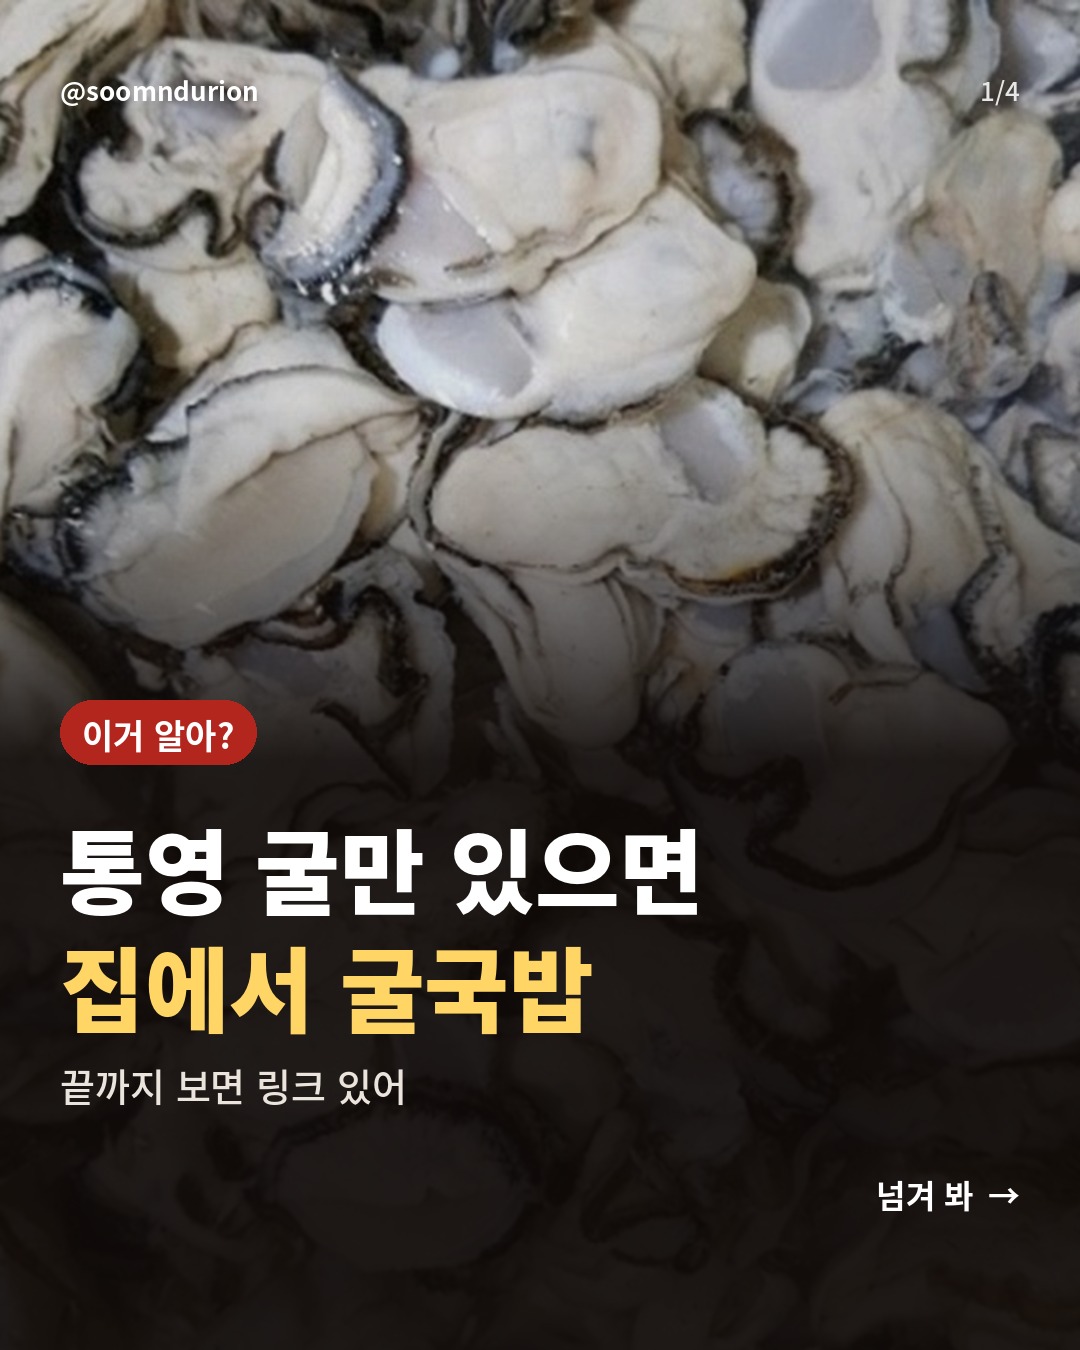 @soomndurion
1/4
이거 알아?
통영 굴만 있으면
집에서 굴국밥
끝까지 보면 링크 있어
넘겨 봐 →